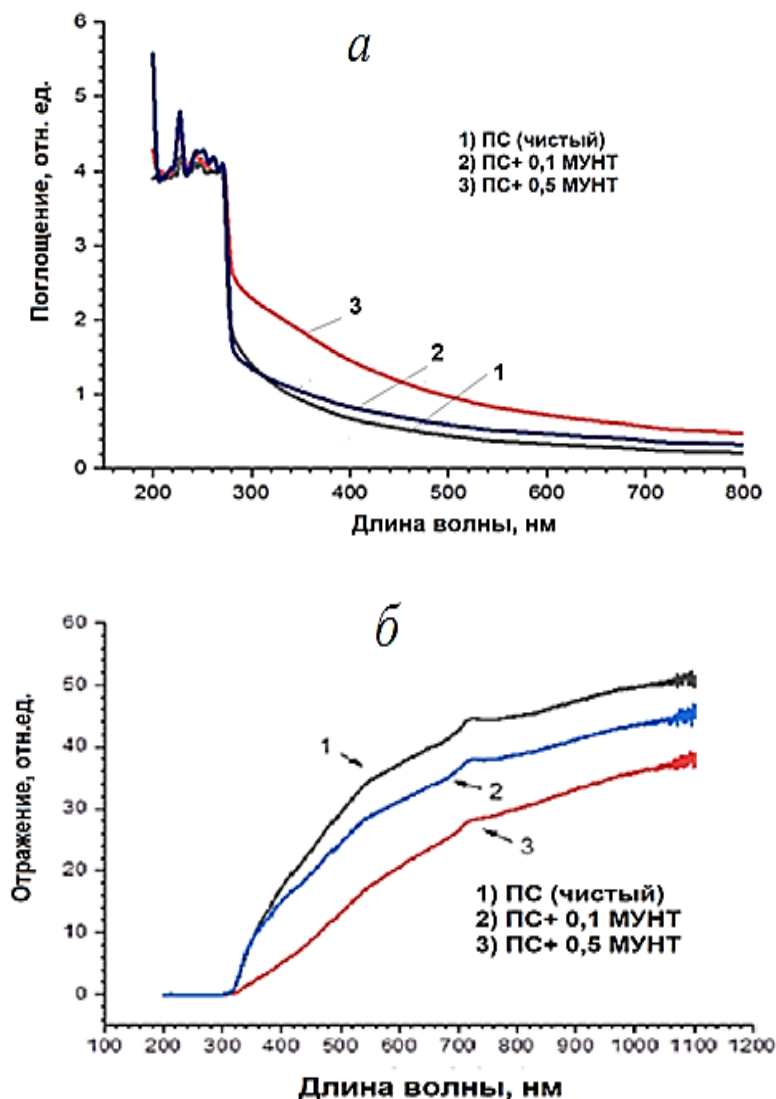 а
6
5
4
3
2
1
0
Поглощение, отн. ед.
1) ПС (чистый)
2) ПС+ 0,1 МУНТ
3) ПС+ 0,5 МУНТ
3
2
1
200 300 400 500 600 700 800
Длина волны, нм
б
60
50
40
30
20
10
0
Отражение, отн.ед.
1
2
3
1) ПС (чистый)
2) ПС+ 0,1 МУНТ
3) ПС+ 0,5 МУНТ
100 200 300 400 500 600 700 800 900 1000 1100 1200
Длина волны, нм